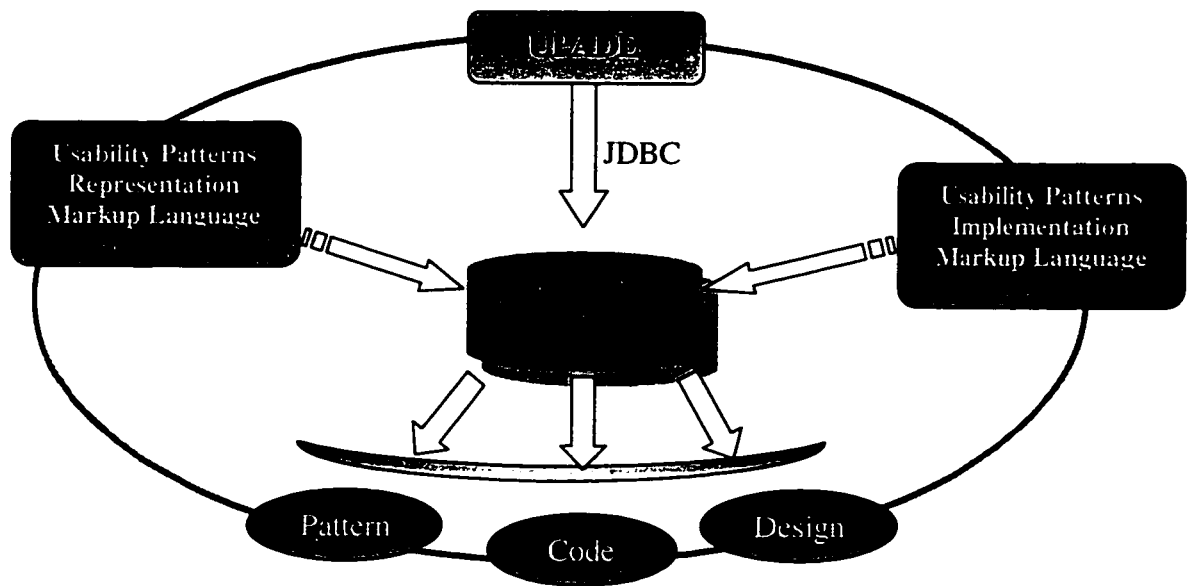 UPADE
JDBC
Usability Patterns
Representation
Markup Language
Usability Patterns
Implementation
Markup Language
Pattern
Code
Design